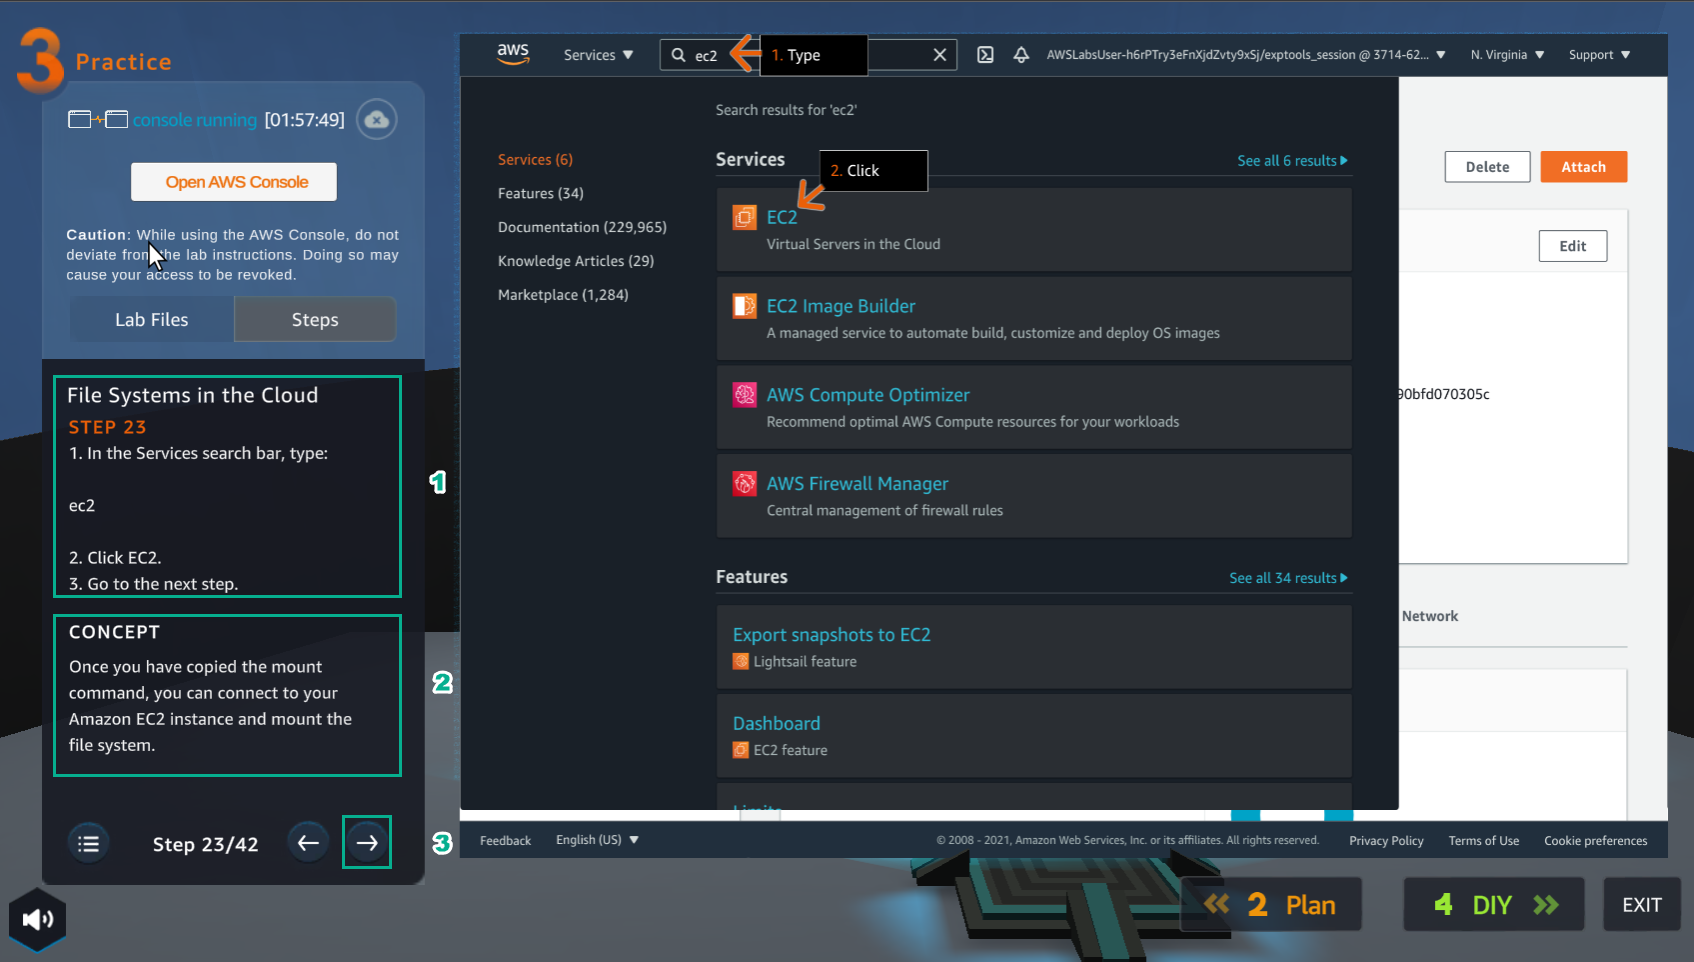 3 Practice
console running [01:57:49]
Open AWS Console
Caution: While using the AWS Console, do not
deviate from the lab instructions. Doing so may
cause your access to be revoked.
Lab Files
Steps
File Systems in the Cloud
STEP 23
1. In the Services search bar, type:
ec2
2. Click EC2.
3. Go to the next step.
1
CONCEPT
Once you have copied the mount
command, you can connect to your
Amazon EC2 instance and mount the
file system.
2
Step 23/42
3
aws
Services
ec2
1. Type
AWSLabsUser-h6rPTry3eFnXjdZvty9xSj/exptools_session @ 3714-62...
N. Virginia
Support
Search results for 'ec2'
Services (6)
Features (34)
Documentation (229,965)
Knowledge Articles (29)
Marketplace (1,284)
Services
2. Click
See all 6 results
EC2
Virtual Servers in the Cloud
EC2 Image Builder
A managed service to automate build, customize and deploy OS images
AWS Compute Optimizer
Recommend optimal AWS Compute resources for your workloads
AWS Firewall Manager
Central management of firewall rules
Features
See all 34 results
Export snapshots to EC2
Lightsail feature
Dashboard
EC2 feature
Limits
Delete
Attach
Edit
90bfd070305c
Network
Feedback
English (US)
© 2008 - 2021, Amazon Web Services, Inc. or its affiliates. All rights reserved.
Privacy Policy
Terms of Use
Cookie preferences
2 Plan
4 DIY
EXIT